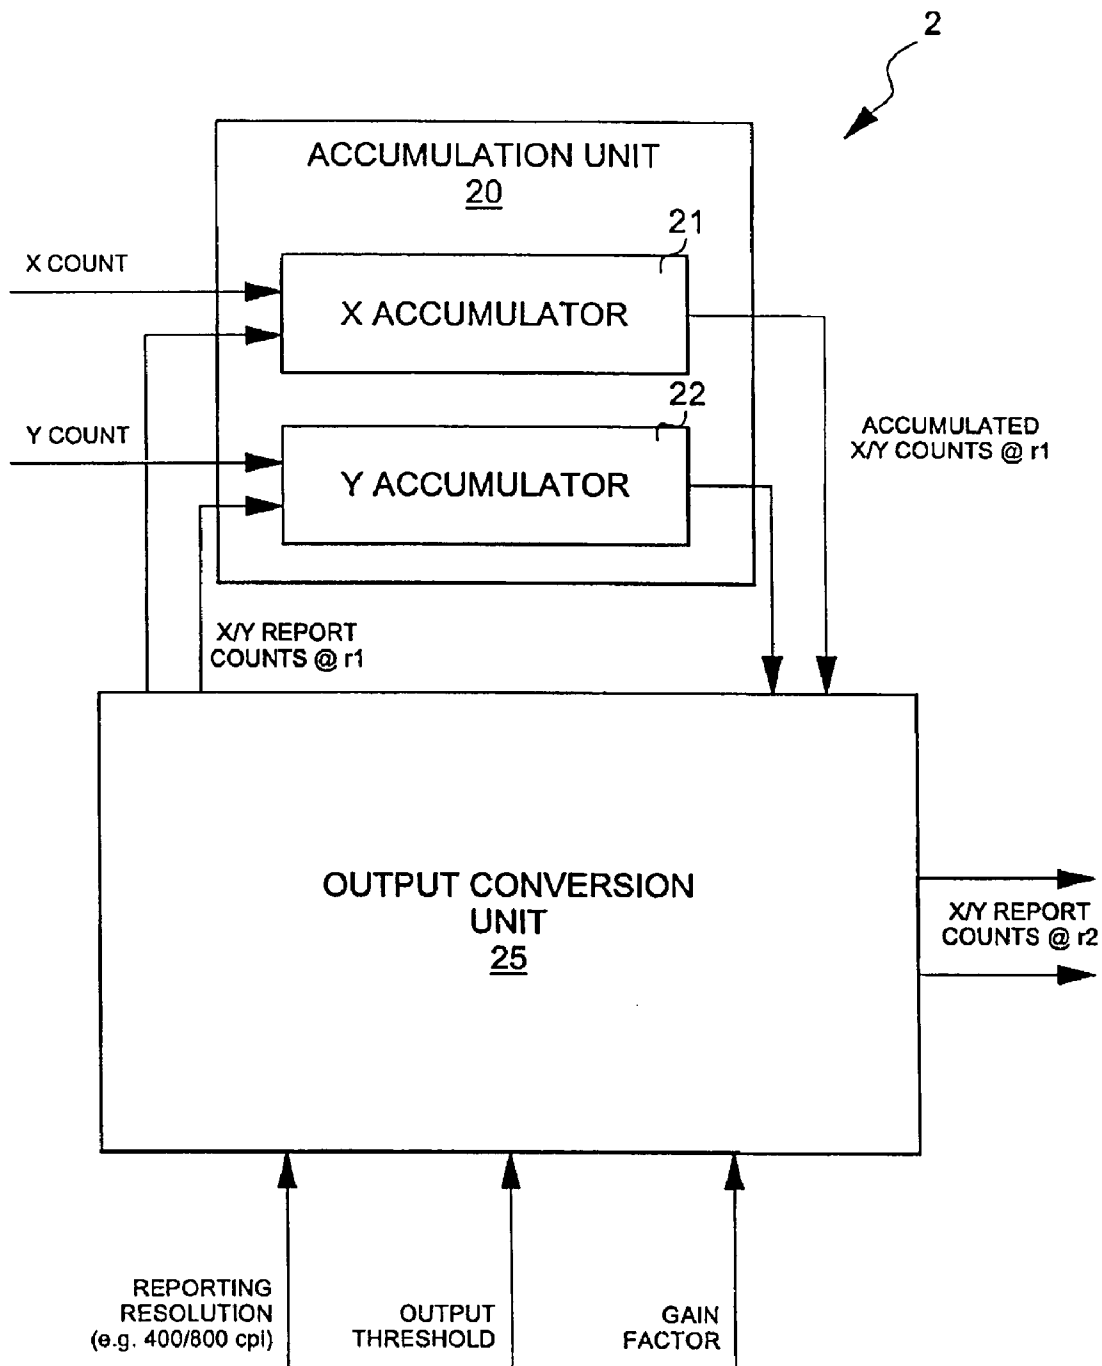 2
ACCUMULATION UNIT
20
21
X COUNT
X ACCUMULATOR
22
Y COUNT
Y ACCUMULATOR
ACCUMULATED
X/Y COUNTS @ r1
X/Y REPORT
COUNTS @ r1
OUTPUT CONVERSION
UNIT
25
X/Y REPORT
COUNTS @ r2
REPORTING
RESOLUTION
(e.g. 400/800 cpi)
OUTPUT
THRESHOLD
GAIN
FACTOR